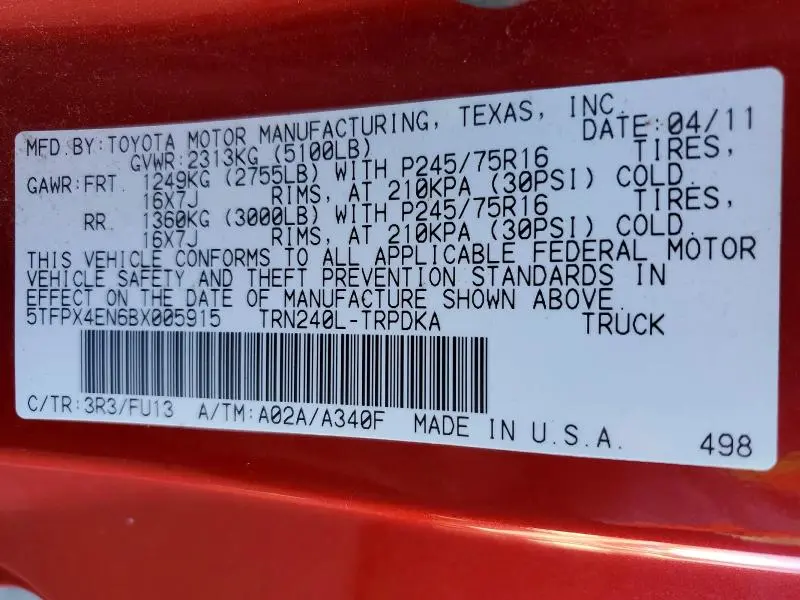 MFD.BY:TOYOTA MOTOR MANUFACTURING, TEXAS, INC.
GVWR:2313KG (5100LB) DATE:04/11
GAWR:FRT. 1249KG (2755LB) WITH P245/75R16 TIRES,
16X7J RIMS, AT 210KPA (30PSI) COLD.
RR. 1360KG (3000LB) WITH P245/75R16 TIRES,
16X7J RIMS, AT 210KPA (30PSI) COLD.
THIS VEHICLE CONFORMS TO ALL APPLICABLE FEDERAL MOTOR
VEHICLE SAFETY AND THEFT PREVENTION STANDARDS IN
EFFECT ON THE DATE OF MANUFACTURE SHOWN ABOVE.
5TFPX4EN6BX005915 TRN240L-TRPDKA TRUCK
C/TR:3R3/FU13 A/TM:A02A/A340F MADE IN U.S.A. 498